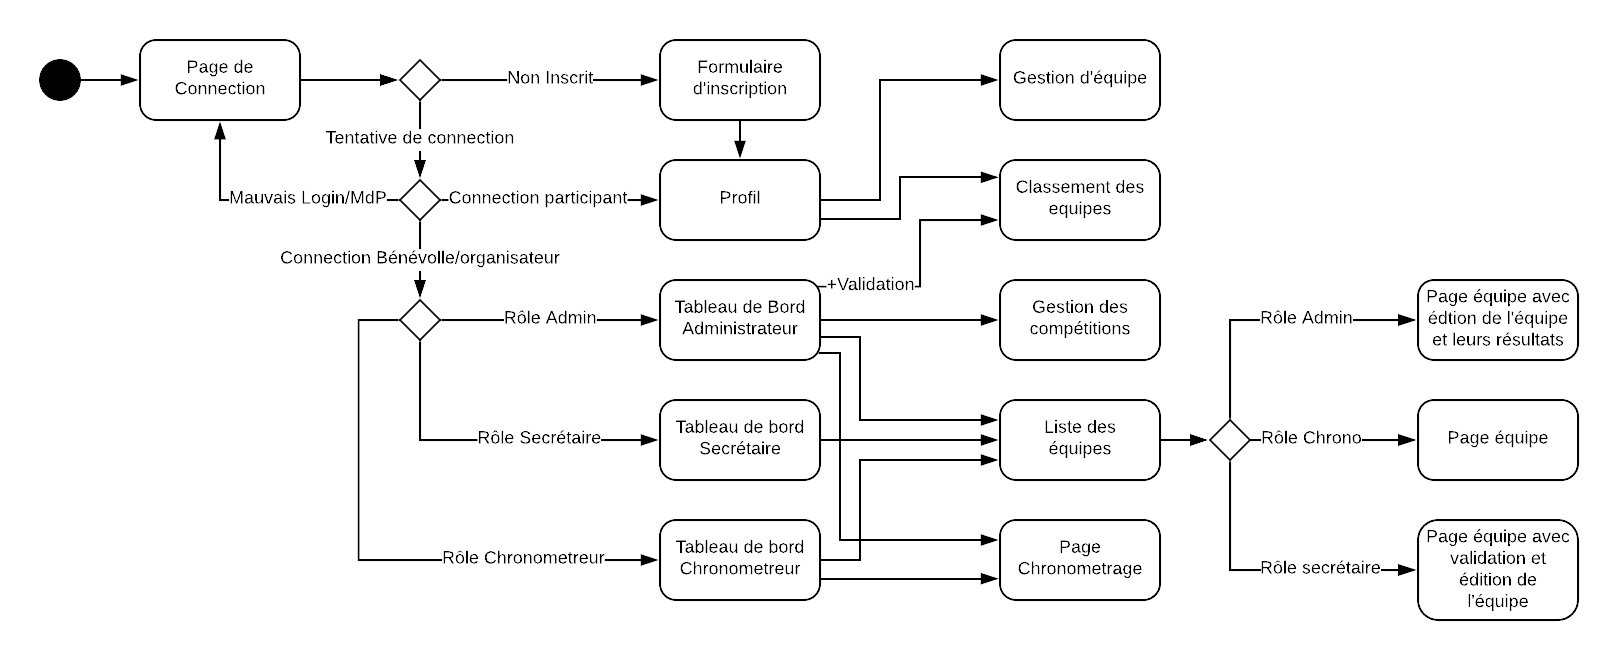 Page de
Connection
Non Inscrit
Formulaire
d'inscription
Gestion d'équipe
Tentative de connection
Mauvais Login/MdP
Connection participant
Profil
Classement des
equipes
Connection Bénévolle/organisateur
+Validation
Rôle Admin
Tableau de Bord
Administrateur
Gestion des
compétitions
Rôle Admin
Page équipe avec
édtion de l'équipe
et leurs résultats
Rôle Secrétaire
Tableau de bord
Secrétaire
Liste des
équipes
Rôle Chrono
Page équipe
Rôle Chronometreur
Tableau de bord
Chronometreur
Page
Chronometrage
Rôle secrétaire
Page équipe avec
validation et
édition de
l'équipe